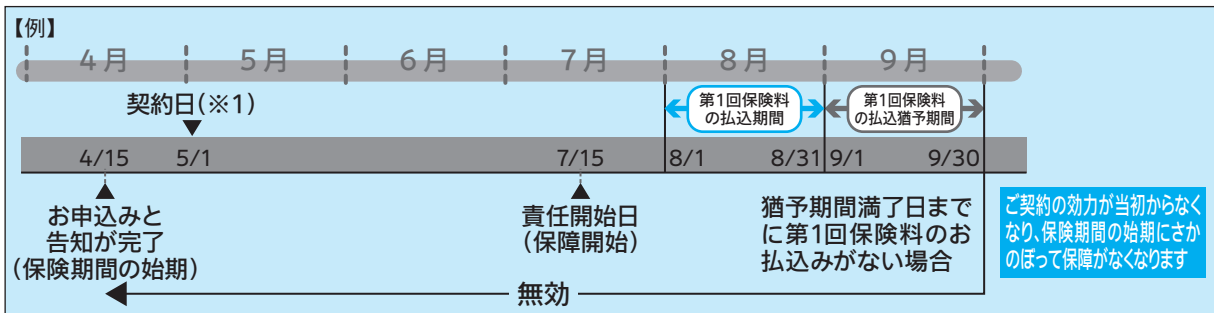 【例】
4月 5月 6月 7月 8月 9月
契約日(※1)
第1回保険料
の払込期間
第1回保険料
の払込猶予期間
4/15 5/1 7/15 8/1 8/31 9/1 9/30
お申込みと
告知が完了
(保険期間の始期)
責任開始日
(保障開始)
猶予期間満了日まで
に第1回保険料のお
払込みがない場合
ご契約の効力が当初からなく
なり、保険期間の始期にさか
のぼって保障がなくなります
無効